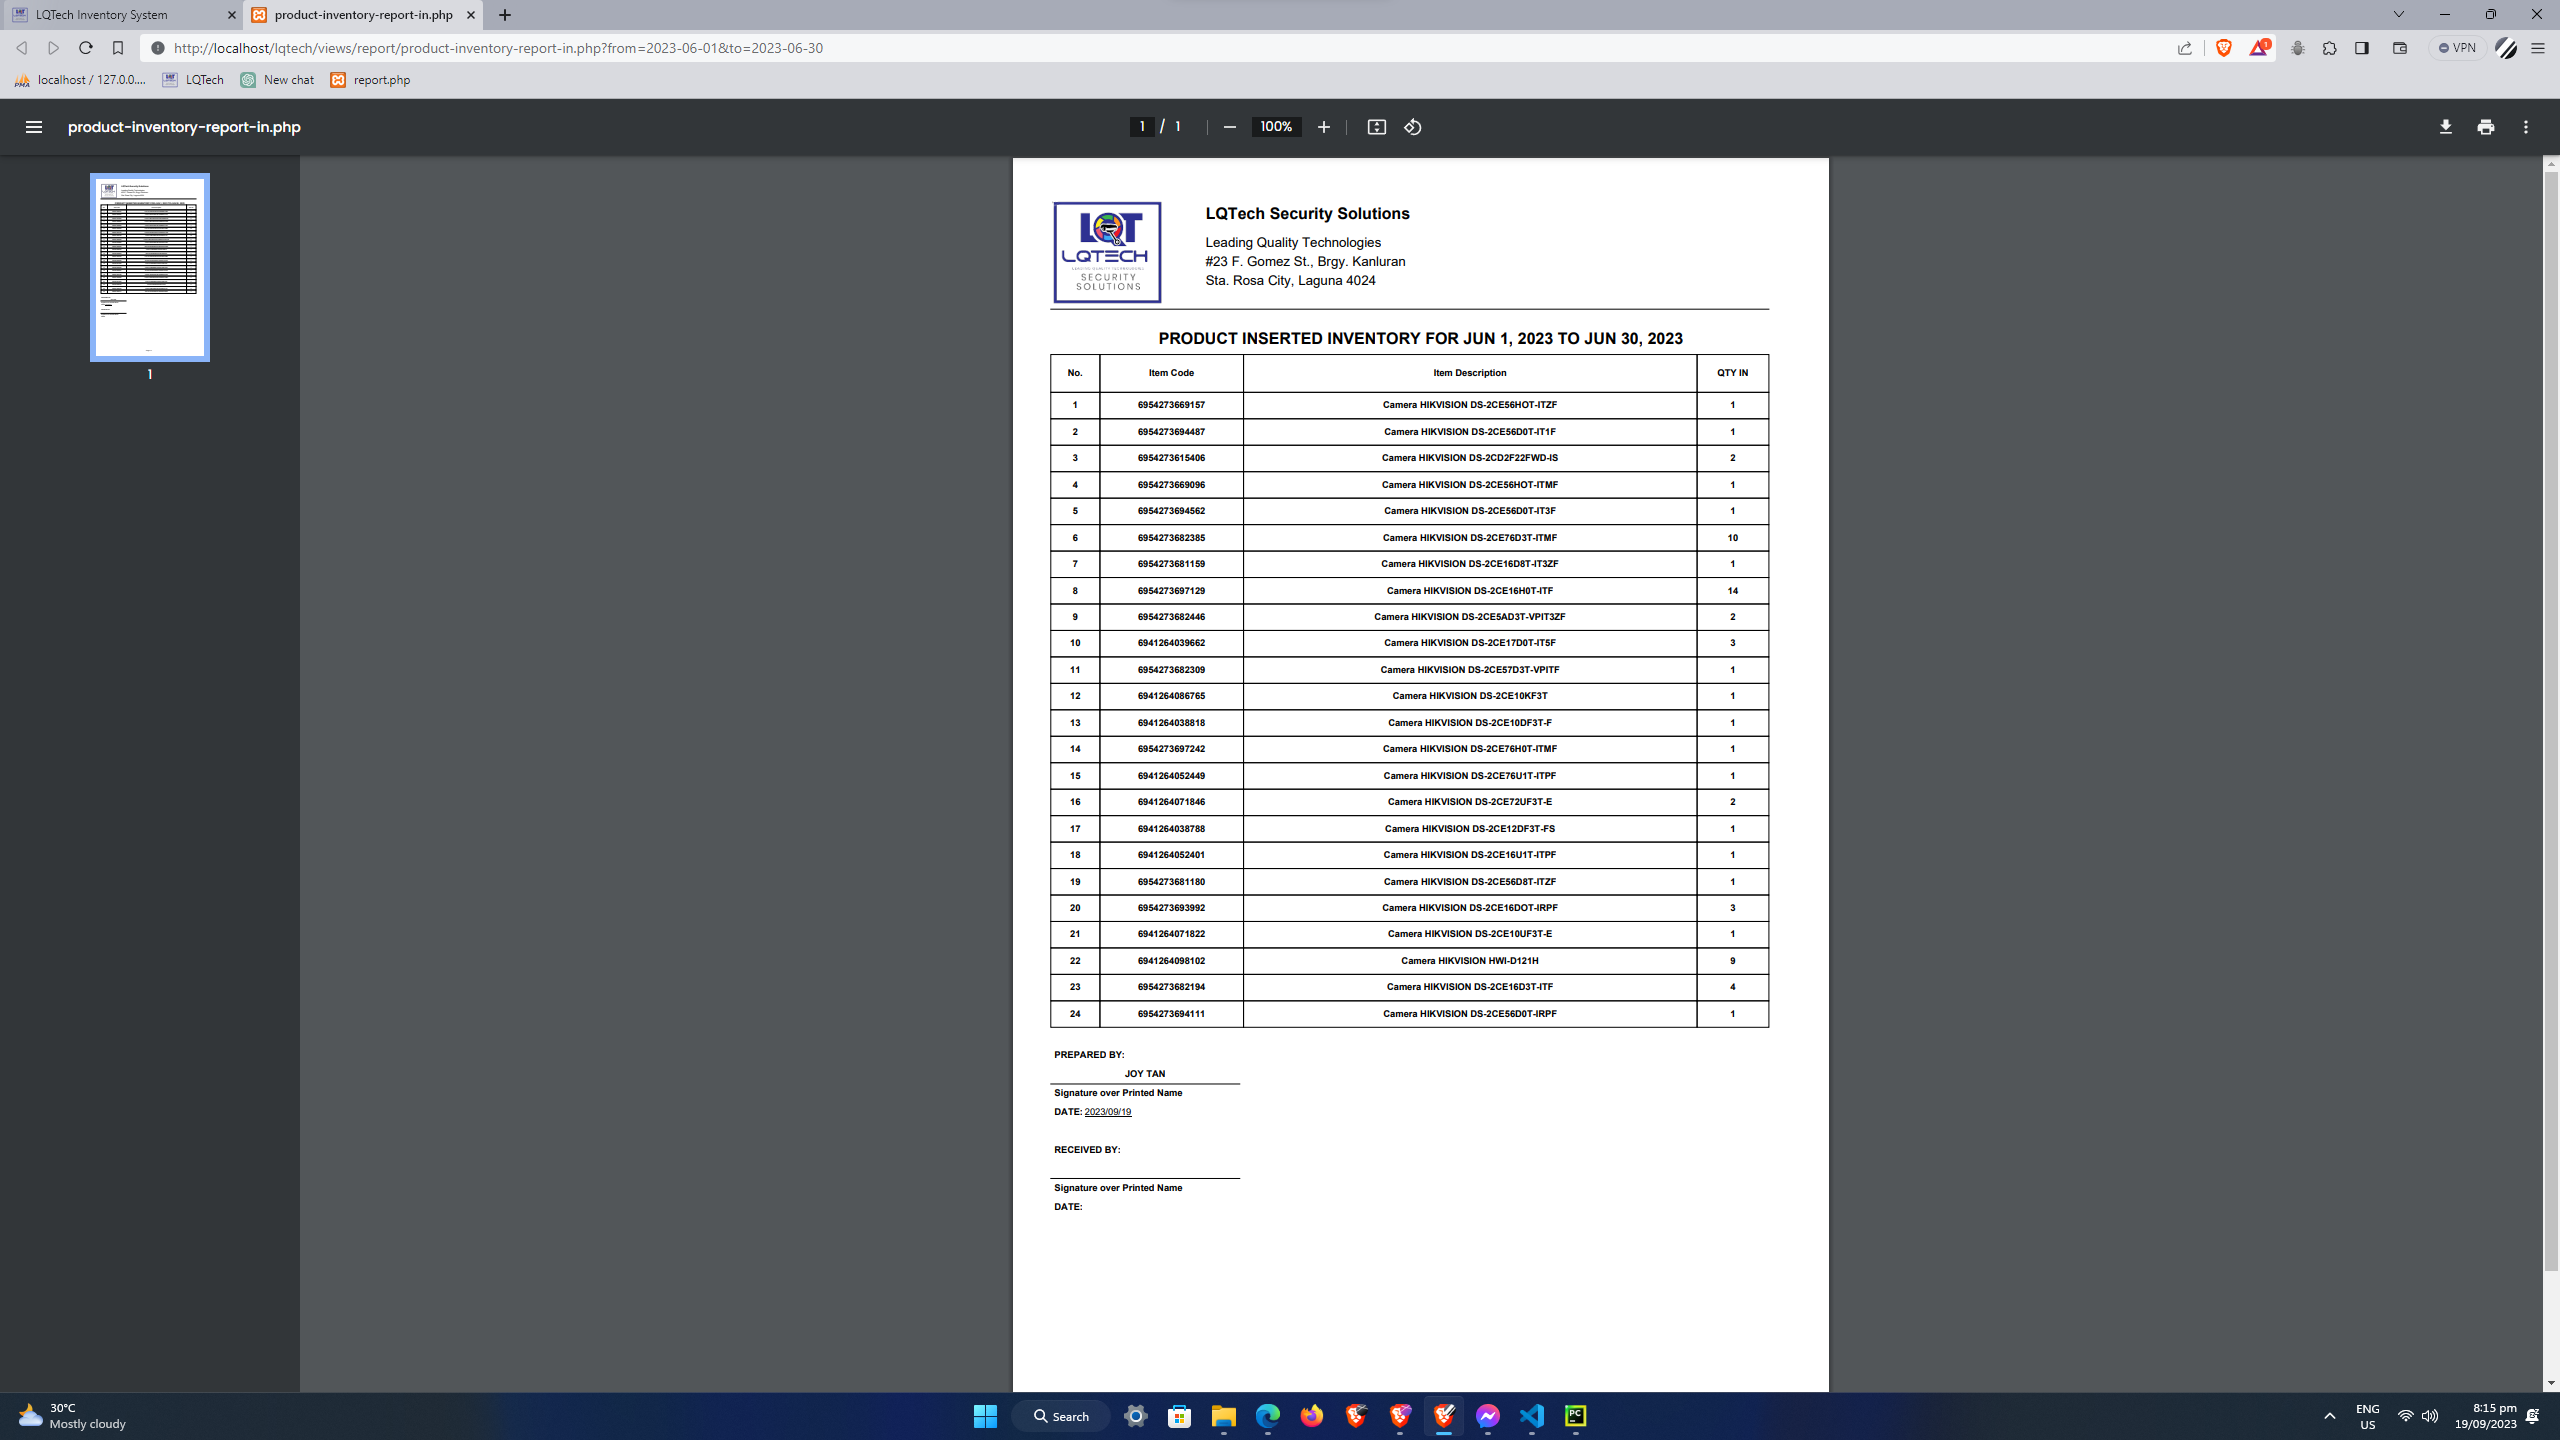 LQTech Inventory System
product-inventory-report-in.php
http://localhost/lqtech/views/report/product-inventory-report-in.php?from=2023-06-01&to=2023-06-30
1
VPN
localhost / 127.0.0....
LQTech
New chat
report.php
product-inventory-report-in.php
1 / 1
100%
1
LQT
LQTECH
SECURITY
SOLUTIONS
LQTech Security Solutions
Leading Quality Technologies
#23 F. Gomez St., Brgy. Kanluran
Sta. Rosa City, Laguna 4024
PRODUCT INSERTED INVENTORY FOR JUN 1, 2023 TO JUN 30, 2023
No. Item Code Item Description QTY IN
1 6954273669157 Camera HIKVISION DS-2CE56HOT-ITZF 1
2 6954273694487 Camera HIKVISION DS-2CE56D0T-IT1F 1
3 6954273615406 Camera HIKVISION DS-2CD2F22FWD-IS 2
4 6954273669096 Camera HIKVISION DS-2CE56HOT-ITMF 1
5 6954273694562 Camera HIKVISION DS-2CE56D0T-IT3F 1
6 6954273682385 Camera HIKVISION DS-2CE76D3T-ITMF 10
7 6954273681159 Camera HIKVISION DS-2CE16D8T-IT3ZF 1
8 6954273697129 Camera HIKVISION DS-2CE16H0T-ITF 14
9 6954273682446 Camera HIKVISION DS-2CE5AD3T-VPIT3ZF 2
10 6941264039662 Camera HIKVISION DS-2CE17D0T-IT5F 3
11 6954273682309 Camera HIKVISION DS-2CE57D3T-VPITF 1
12 6941264086765 Camera HIKVISION DS-2CE10KF3T 1
13 6941264038818 Camera HIKVISION DS-2CE10DF3T-F 1
14 6954273697242 Camera HIKVISION DS-2CE76H0T-ITMF 1
15 6941264052449 Camera HIKVISION DS-2CE76U1T-ITPF 1
16 6941264071846 Camera HIKVISION DS-2CE72UF3T-E 2
17 6941264038788 Camera HIKVISION DS-2CE12DF3T-FS 1
18 6941264052401 Camera HIKVISION DS-2CE16U1T-ITPF 1
19 6954273681180 Camera HIKVISION DS-2CE56D8T-ITZF 1
20 6954273693992 Camera HIKVISION DS-2CE16DOT-IRPF 3
21 6941264071822 Camera HIKVISION DS-2CE10UF3T-E 1
22 6941264098102 Camera HIKVISION HWI-D121H 9
23 6954273682194 Camera HIKVISION DS-2CE16D3T-ITF 4
24 6954273694111 Camera HIKVISION DS-2CE56D0T-IRPF 1
PREPARED BY:
JOY TAN
Signature over Printed Name
DATE: 2023/09/19
RECEIVED BY:
Signature over Printed Name
DATE:
30°C
Mostly cloudy
Search
ENG
US
8:15 pm
19/09/2023